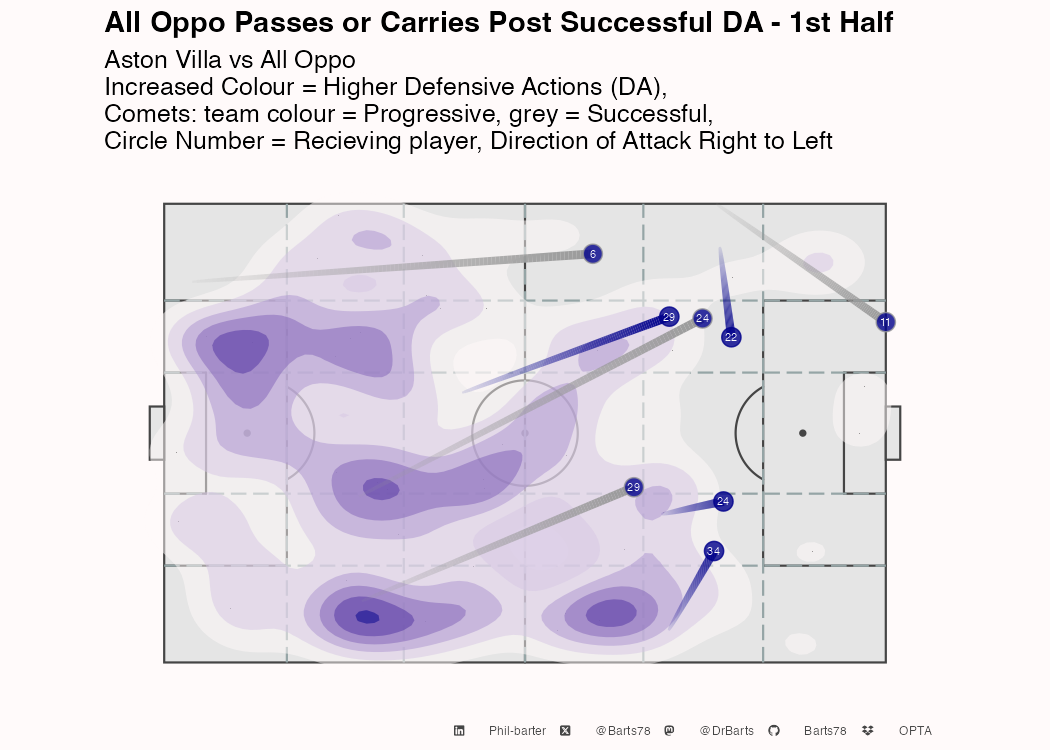 All Oppo Passes or Carries Post Successful DA - 1st Half
Aston Villa vs All Oppo
Increased Colour = Higher Defensive Actions (DA),
Comets: team colour = Progressive, grey = Successful,
Circle Number = Recieving player, Direction of Attack Right to Left
6
29
24
11
22
29
24
34
Phil-barter @Barts78 @DrBarts Barts78 OPTA